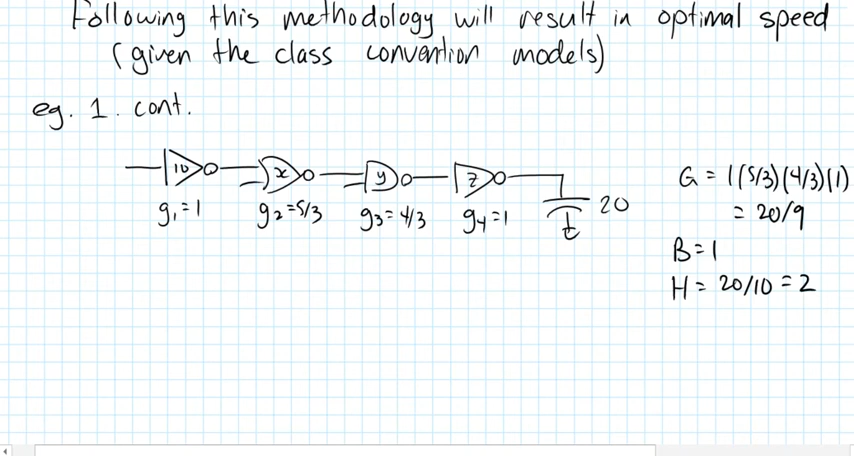 Following this methodology will result in optimal speed
(given the class convention models)
eg. 1. cont.
10 x y z 20
g₁=1 g₂=5/3 g₃=4/3 g₄=1
G = 1(5/3)(4/3)(1)
= 20/9
B=1
H = 20/10 = 2